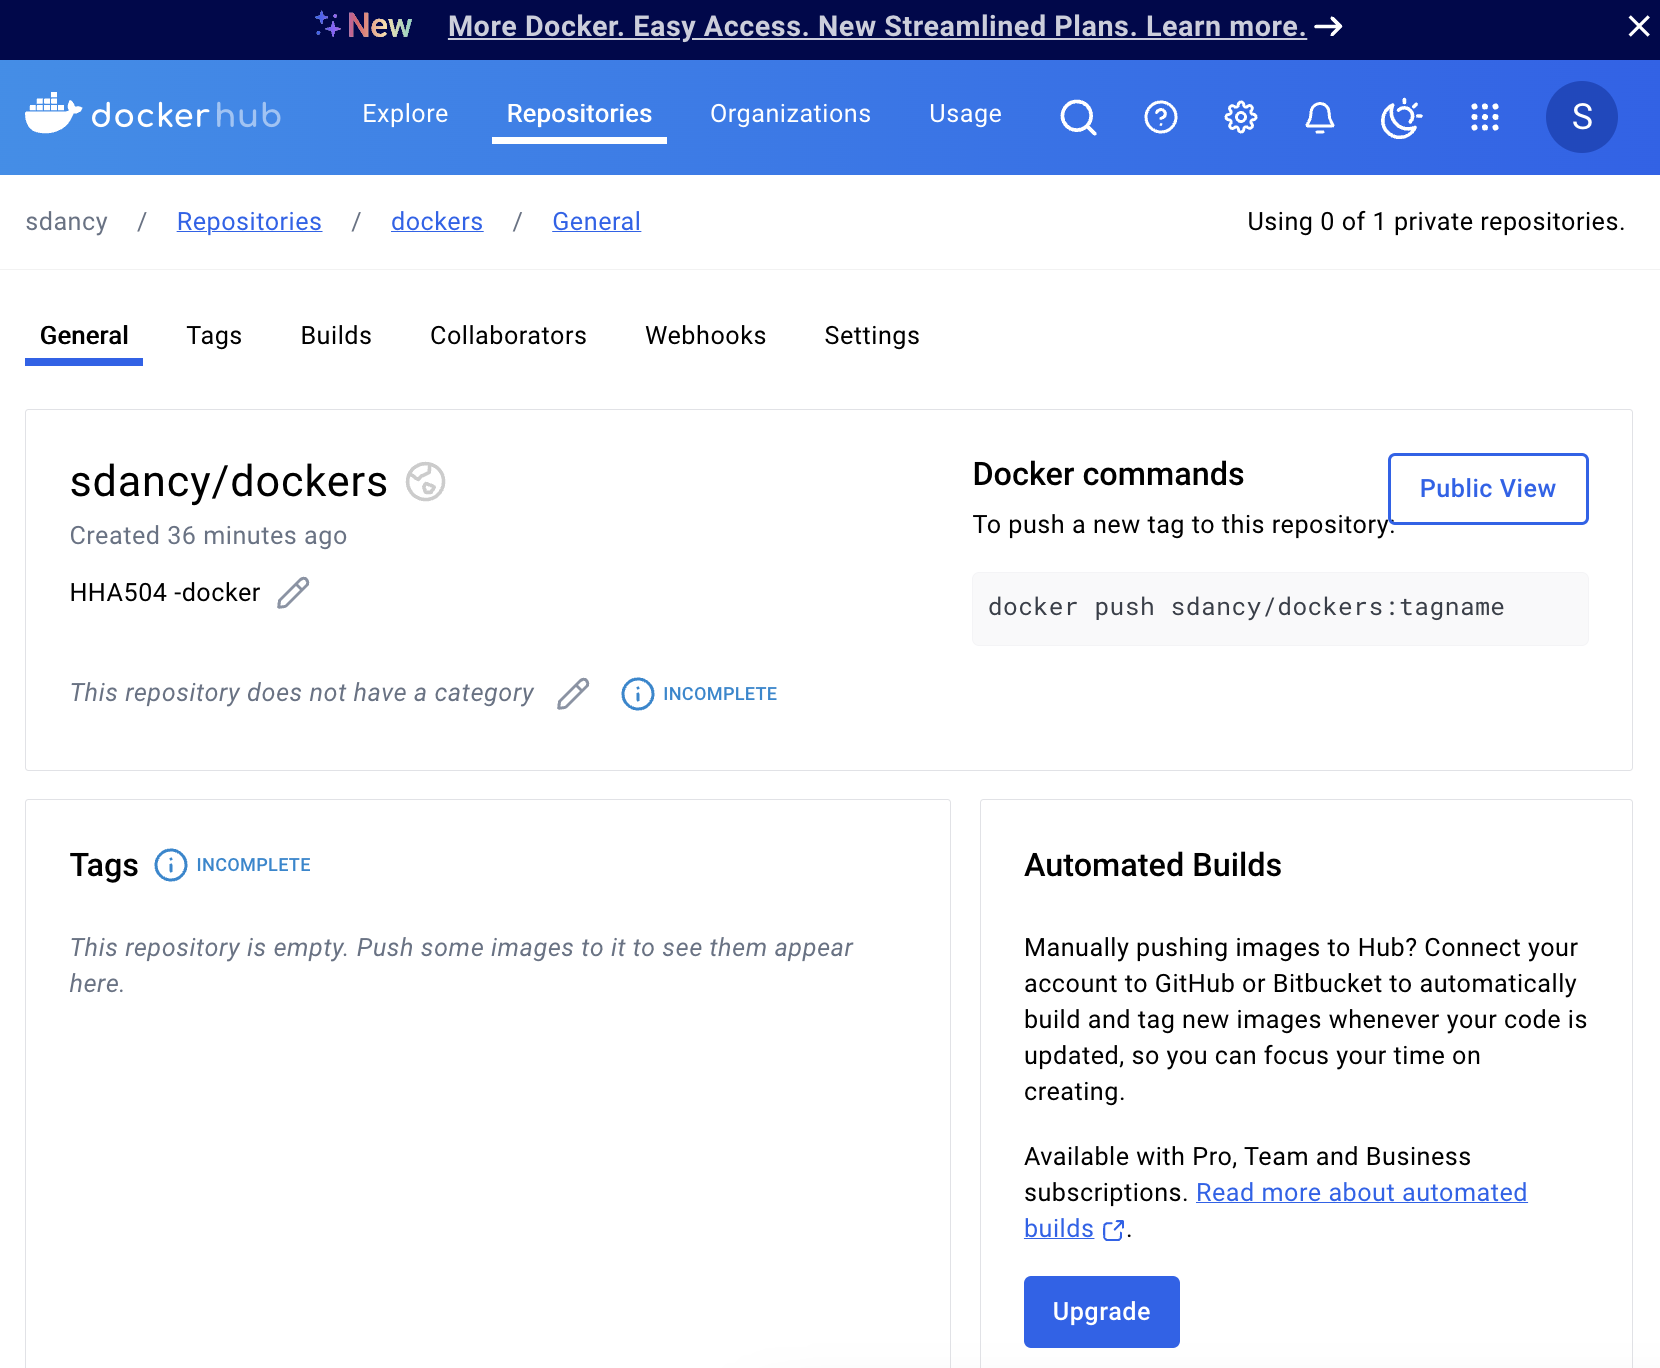 New More Docker. Easy Access. New Streamlined Plans. Learn more. →
dockerhub Explore Repositories Organizations Usage S
sdancy / Repositories / dockers / General Using 0 of 1 private repositories.
General Tags Builds Collaborators Webhooks Settings
sdancy/dockers
Created 36 minutes ago
HHA504 -docker
This repository does not have a category INCOMPLETE
Docker commands
Public View
To push a new tag to this repository:
docker push sdancy/dockers:tagname
Tags INCOMPLETE
This repository is empty. Push some images to it to see them appear
here.
Automated Builds
Manually pushing images to Hub? Connect your
account to GitHub or Bitbucket to automatically
build and tag new images whenever your code is
updated, so you can focus your time on
creating.
Available with Pro, Team and Business
subscriptions. Read more about automated
builds .
Upgrade